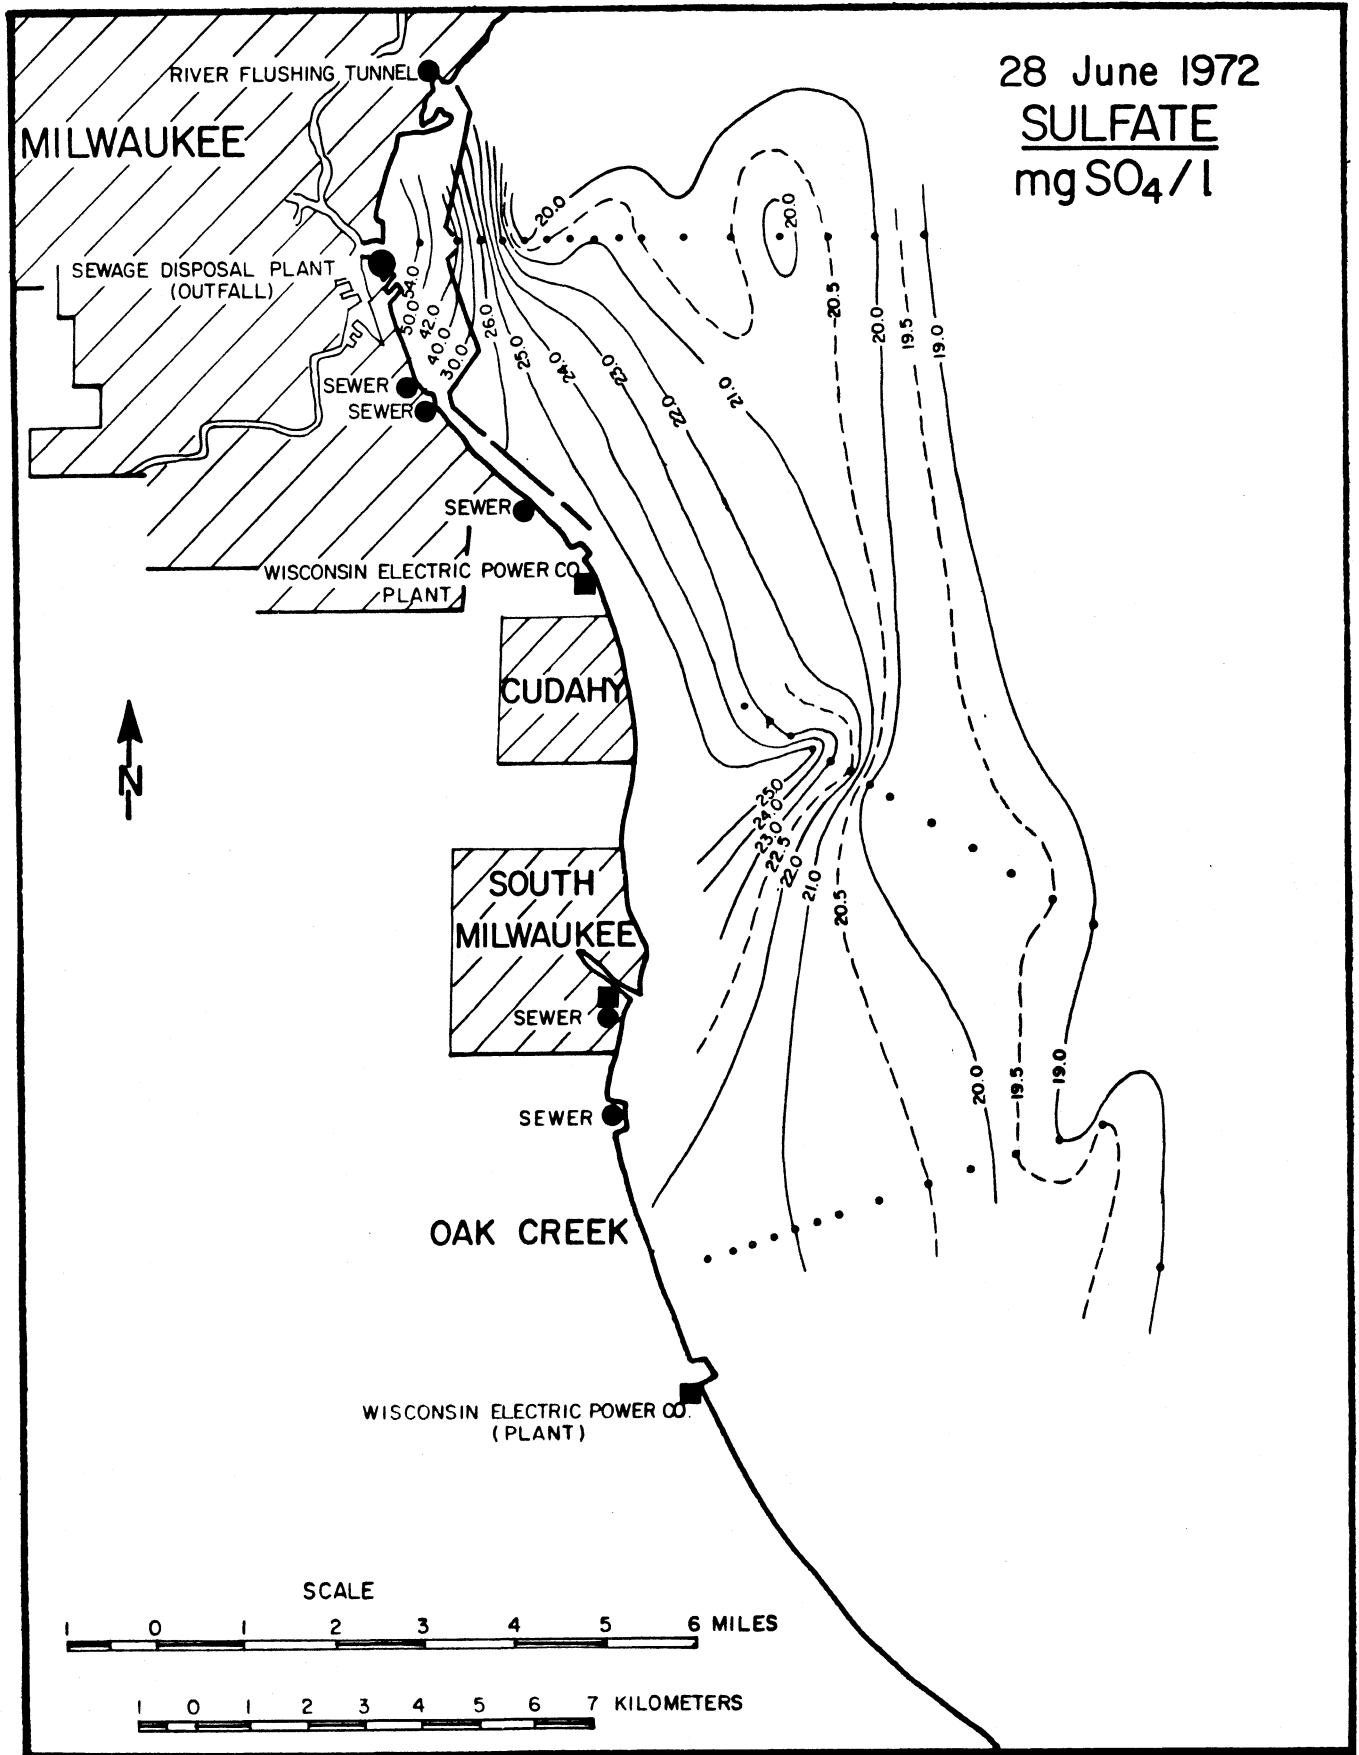 28 June 1972
SULFATE
mg SO4/l
RIVER FLUSHING TUNNEL
MILWAUKEE
SEWAGE DISPOSAL PLANT
(OUTFALL)
54.0
50.0
42.0
40.0
30.0
26.0
25.0
24.0
23.0
22.0
21.0
20.0
20.0
20.5
20.0
19.5
19.0
SEWER
SEWER
SEWER
WISCONSIN ELECTRIC POWER CO.
PLANT
CUDAHY
N
25.0
24.0
23.0
22.5
22.0
21.0
20.5
SOUTH
MILWAUKEE
SEWER
20.0
19.5
19.0
SEWER
OAK CREEK
WISCONSIN ELECTRIC POWER CO.
(PLANT)
SCALE
1 0 1 2 3 4 5 6 MILES
1 0 1 2 3 4 5 6 7 KILOMETERS